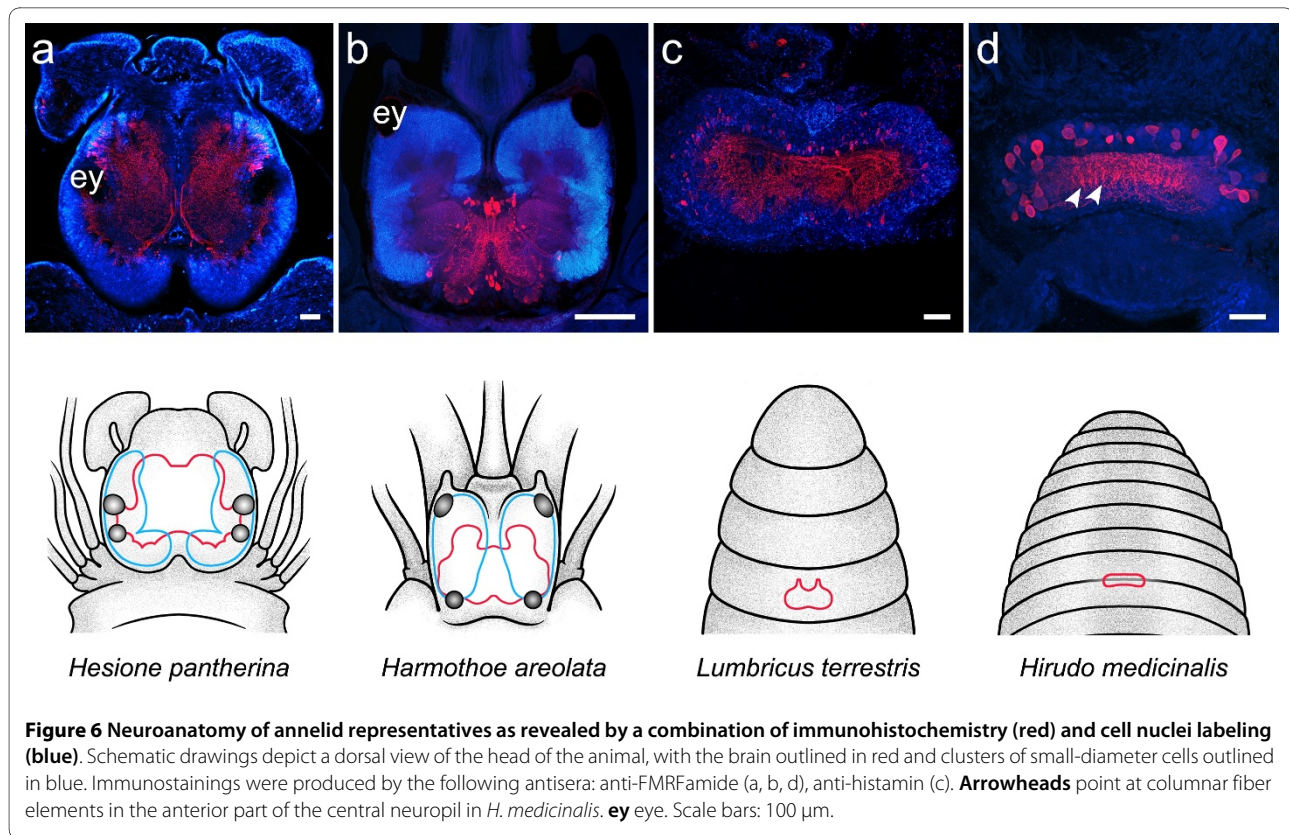 a
b
c
d
ey
ey
Hesione pantherina
Harmothoe areolata
Lumbricus terrestris
Hirudo medicinalis
Figure 6 Neuroanatomy of annelid representatives as revealed by a combination of immunohistochemistry (red) and cell nuclei labeling
(blue). Schematic drawings depict a dorsal view of the head of the animal, with the brain outlined in red and clusters of small-diameter cells outlined
in blue. Immunostainings were produced by the following antisera: anti-FMRFamide (a, b, d), anti-histamin (c). Arrowheads point at columnar fiber
elements in the anterior part of the central neuropil in H. medicinalis. ey eye. Scale bars: 100 μm.